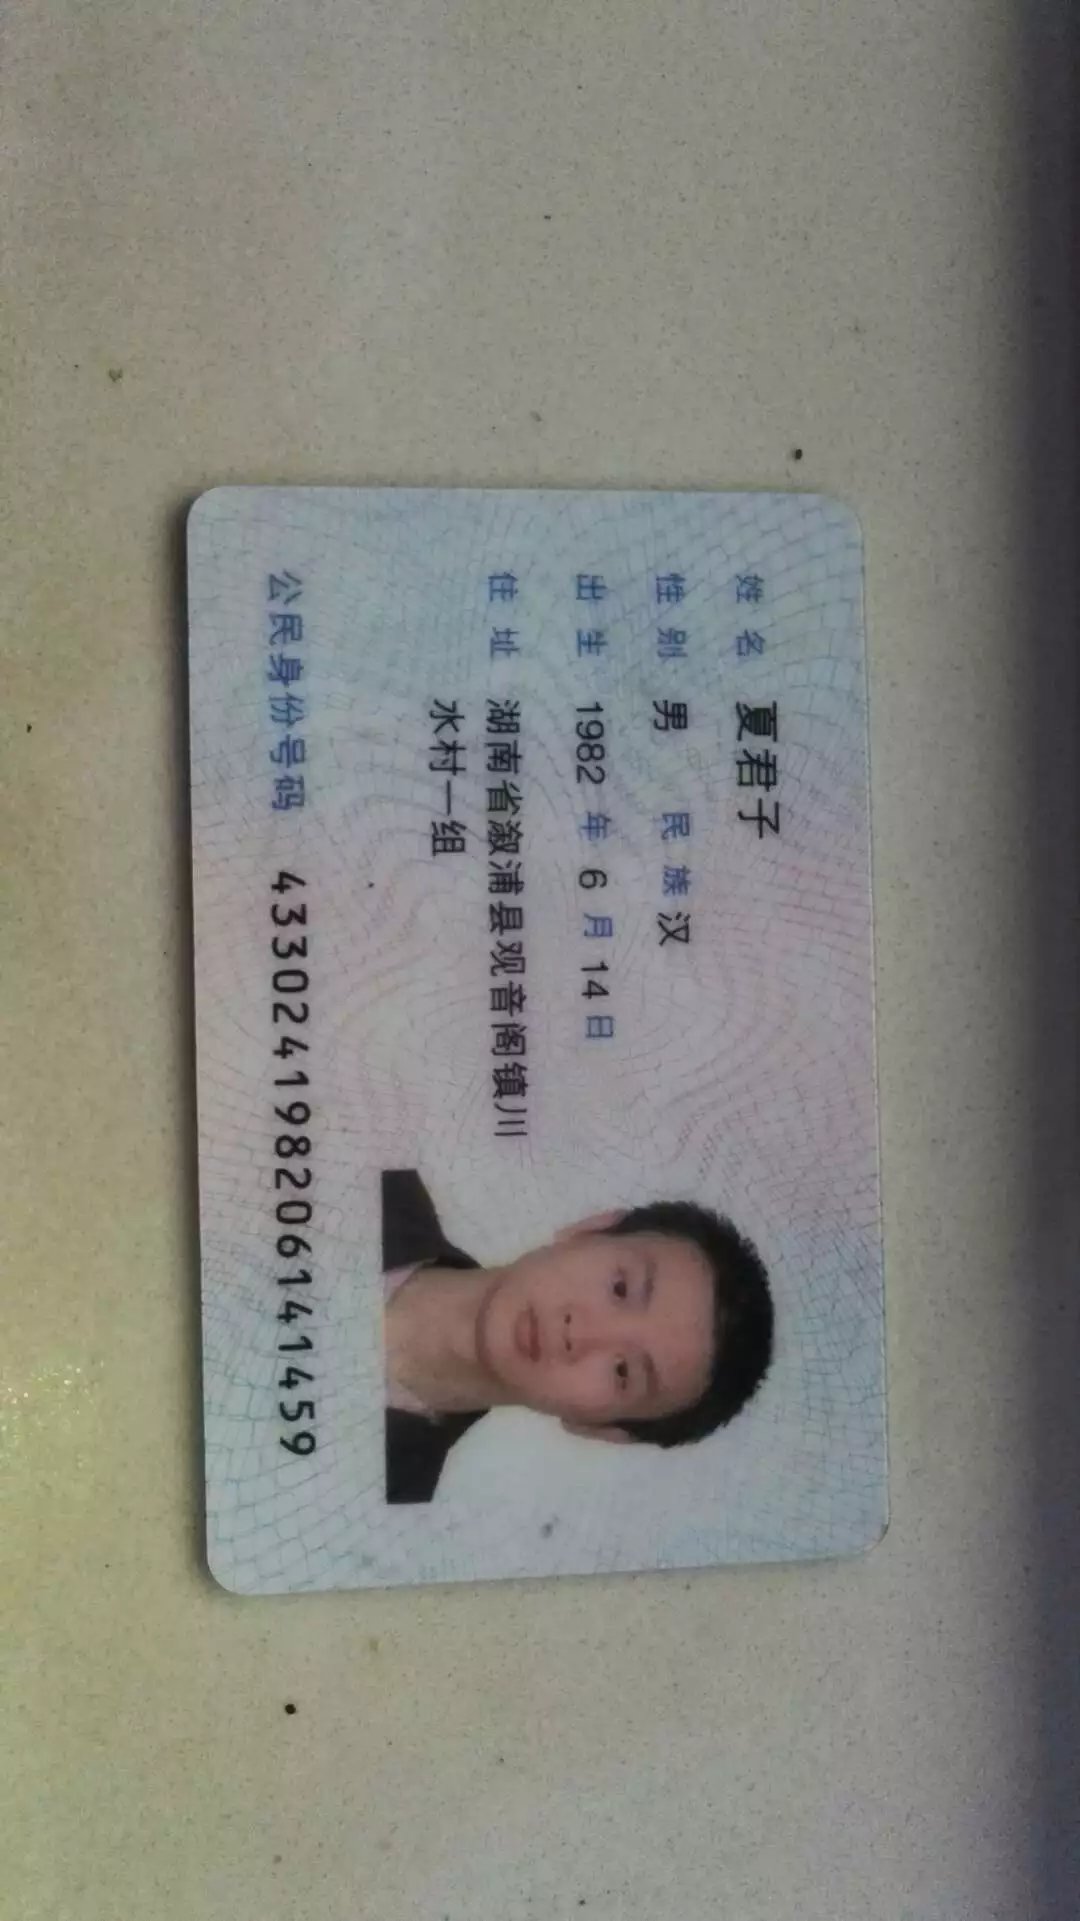 姓名 夏君子
性别 男 民族 汉
出生 1982 年 6 月 14 日
住址 湖南省溆浦县观音阁镇川
水村一组
公民身份号码 433024198206141459